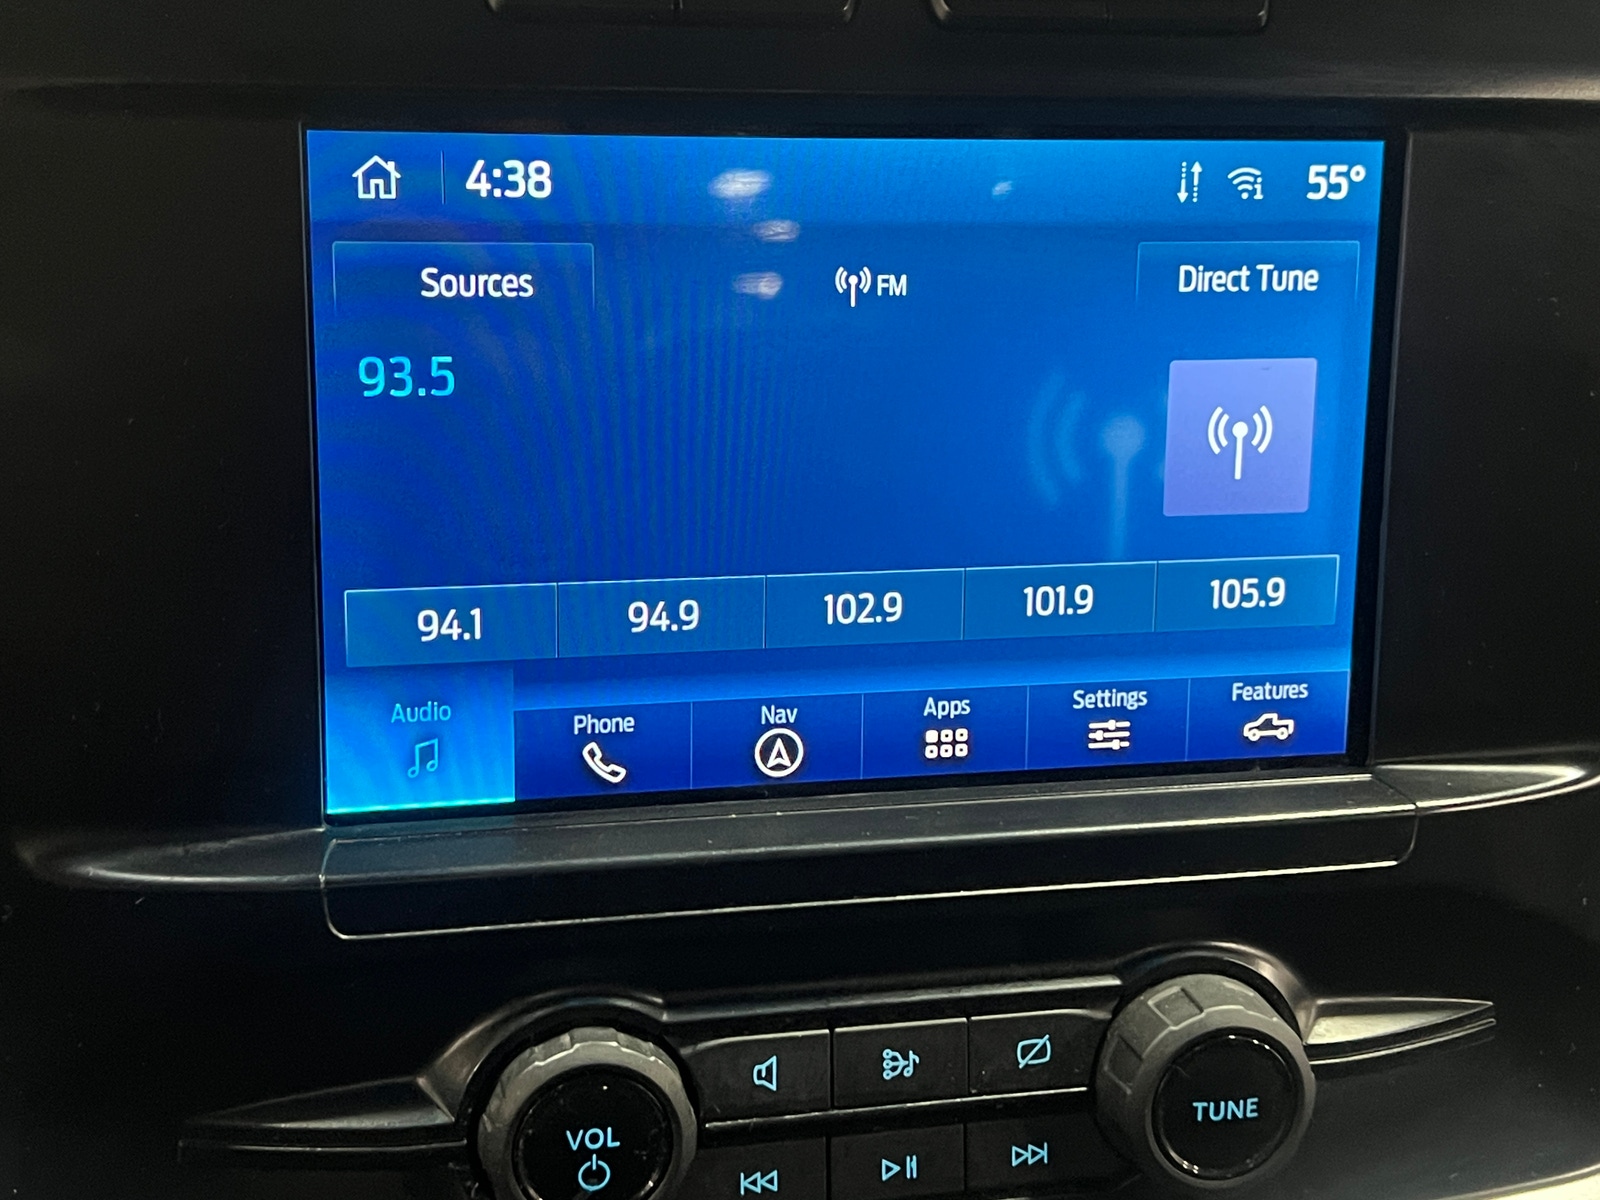 4:38 55°
Sources FM Direct Tune
93.5
94.1 94.9 102.9 101.9 105.9
Audio Phone Nav Apps Settings Features
VOL TUNE